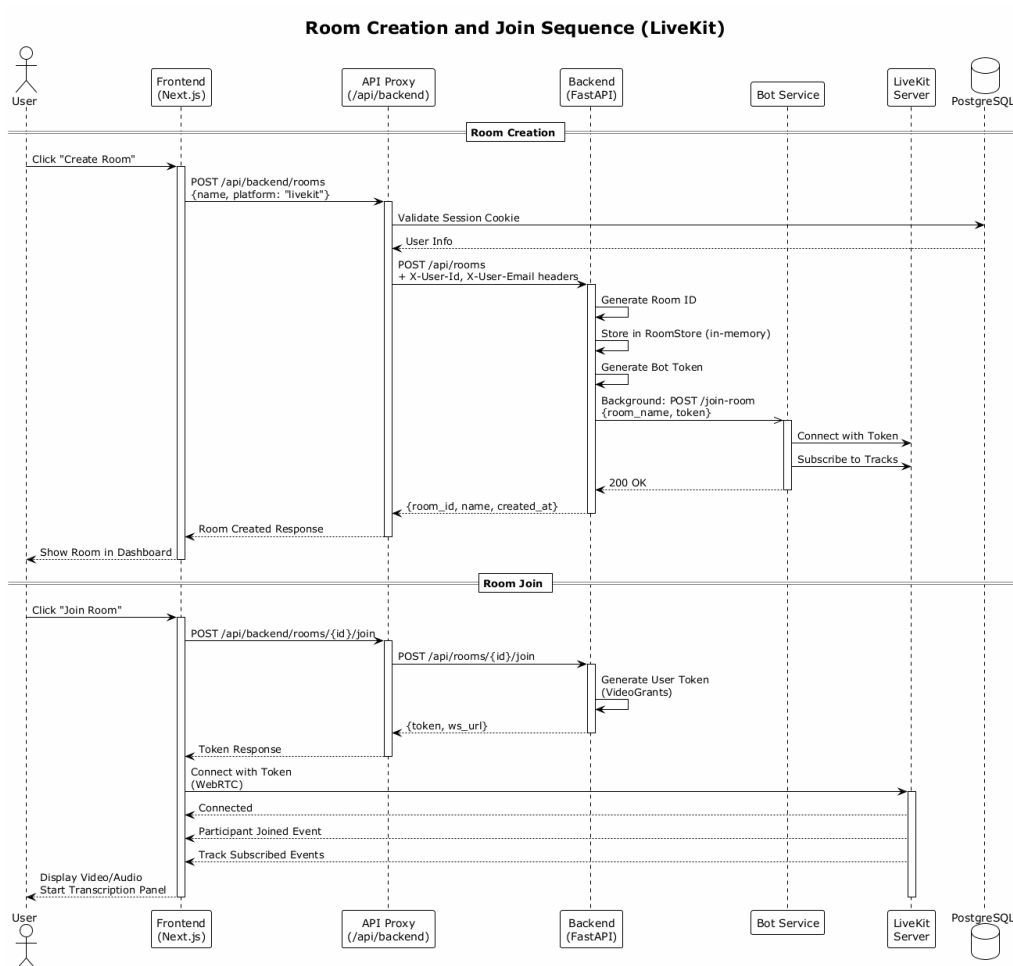 Room Creation and Join Sequence (LiveKit)
User
Frontend
(Next.js)
API Proxy
(/api/backend)
Backend
(FastAPI)
Bot Service
LiveKit
Server
PostgreSQL
Room Creation
Click "Create Room"
POST /api/backend/rooms
{name, platform: "livekit"}
Validate Session Cookie
User Info
POST /api/rooms
+ X-User-Id, X-User-Email headers
Generate Room ID
Store in RoomStore (in-memory)
Generate Bot Token
Background: POST /join-room
{room_name, token}
Connect with Token
Subscribe to Tracks
200 OK
{room_id, name, created_at}
Room Created Response
Show Room in Dashboard
Room Join
Click "Join Room"
POST /api/backend/rooms/{id}/join
POST /api/rooms/{id}/join
Generate User Token
(VideoGrants)
{token, ws_url}
Token Response
Connect with Token
(WebRTC)
Connected
Participant Joined Event
Track Subscribed Events
Display Video/Audio
Start Transcription Panel
User
Frontend
(Next.js)
API Proxy
(/api/backend)
Backend
(FastAPI)
Bot Service
LiveKit
Server
PostgreSQL